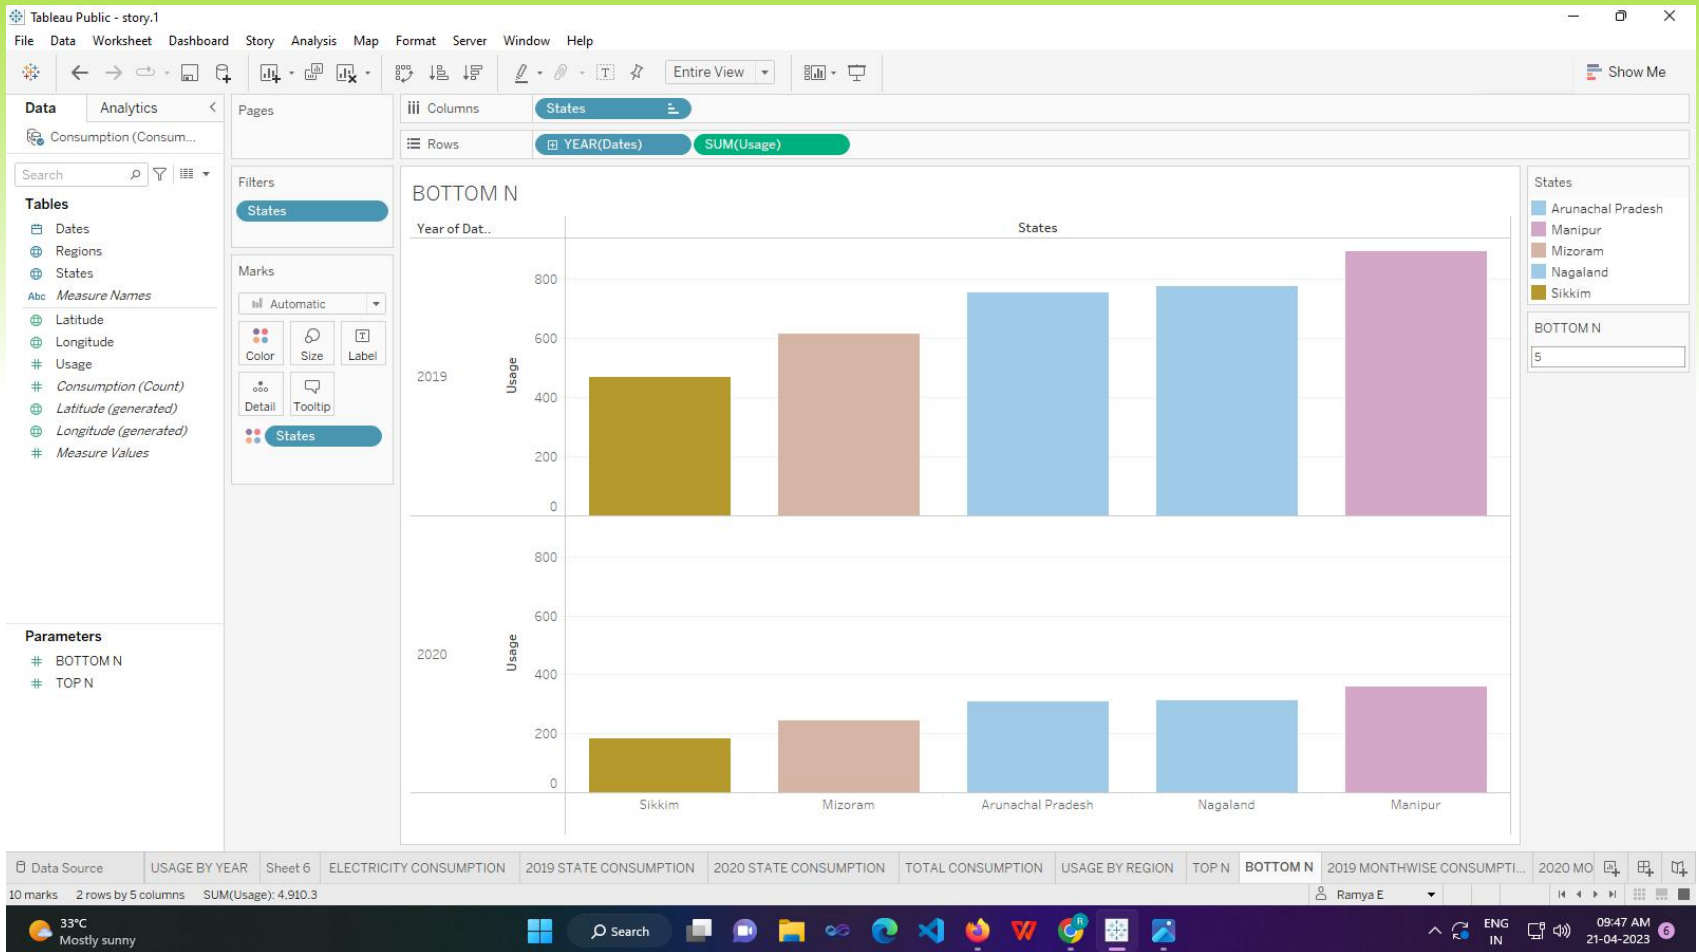 Tableau Public - story.1
File Data Worksheet Dashboard Story Analysis Map Format Server Window Help
Entire View
Show Me
Data Analytics
Consumption (Consum...
Search
Tables
Dates
Regions
States
Abc Measure Names
Latitude
Longitude
# Usage
# Consumption (Count)
Latitude (generated)
Longitude (generated)
# Measure Values
Parameters
# BOTTOM N
# TOP N
Pages
Filters
States
Marks
Automatic
Color Size Label
Detail Tooltip
States
Columns States
Rows YEAR(Dates) SUM(Usage)
BOTTOM N
Year of Dat.. States
2019
Usage
800
600
400
200
0
2020
Usage
800
600
400
200
0
Sikkim Mizoram Arunachal Pradesh Nagaland Manipur
States
Arunachal Pradesh
Manipur
Mizoram
Nagaland
Sikkim
BOTTOM N
5
Data Source USAGE BY YEAR Sheet 6 ELECTRICITY CONSUMPTION 2019 STATE CONSUMPTION 2020 STATE CONSUMPTION TOTAL CONSUMPTION USAGE BY REGION TOP N BOTTOM N 2019 MONTHWISE CONSUMPTI... 2020 MO
10 marks 2 rows by 5 columns SUM(Usage): 4,910.3 Ramya E
33°C
Mostly sunny
Search
ENG
IN
09:47 AM
21-04-2023
6